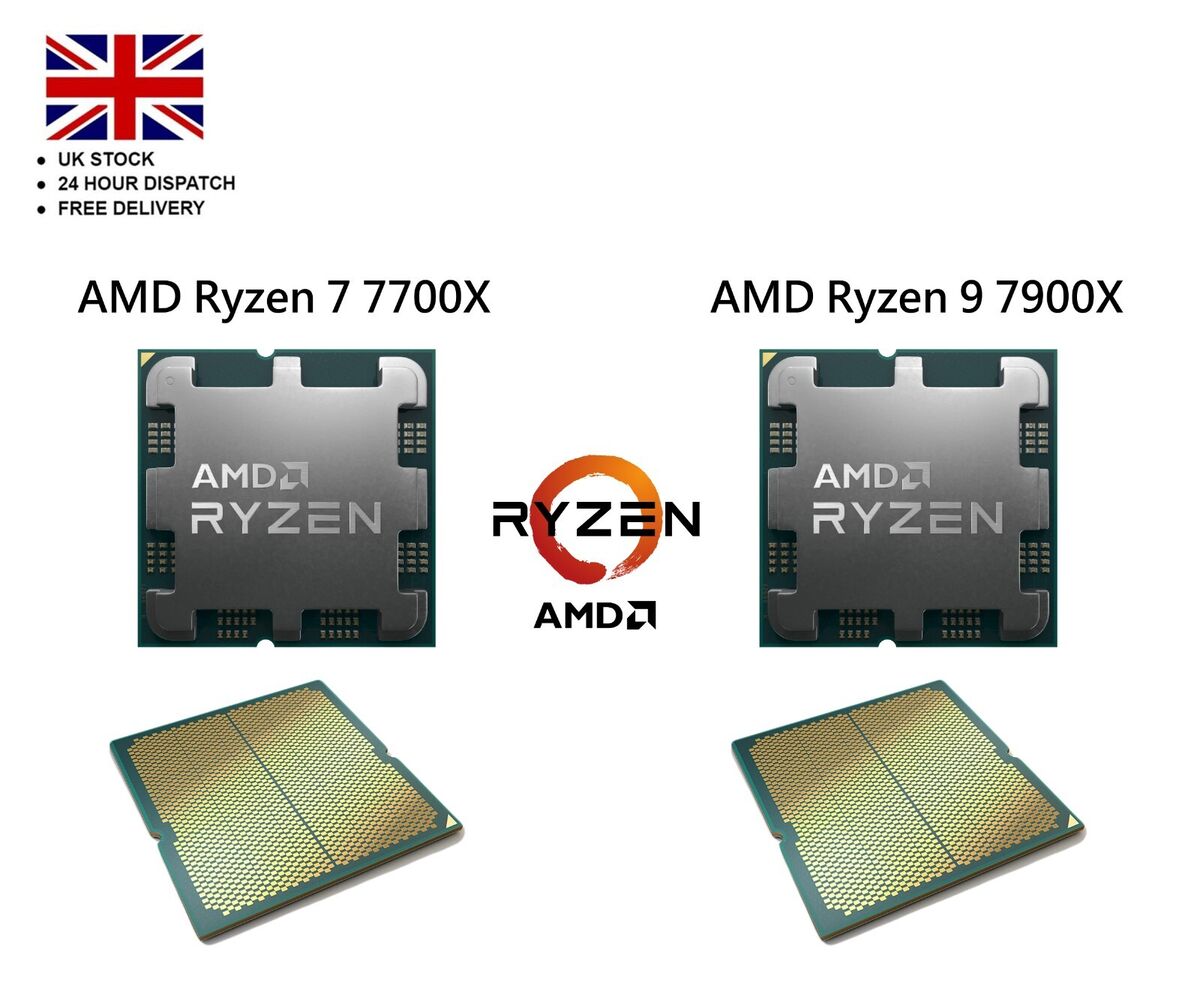 UK STOCK
24 HOUR DISPATCH
FREE DELIVERY
AMD Ryzen 7 7700X
AMD Ryzen 9 7900X
AMD
RYZEN
RYZEN
AMD
AMD
RYZEN